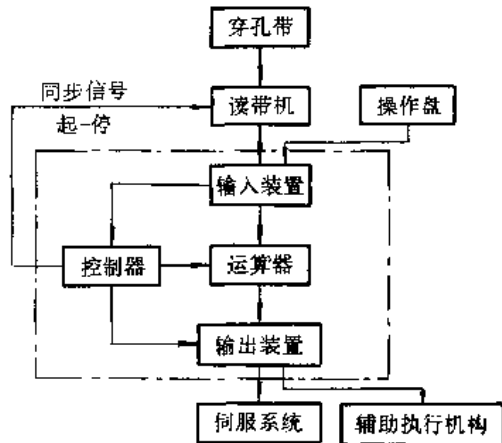 穿孔带
同步信号
起-停
读带机
操作盘
输入装置
控制器
运算器
输出装置
伺服系统
辅助执行机构